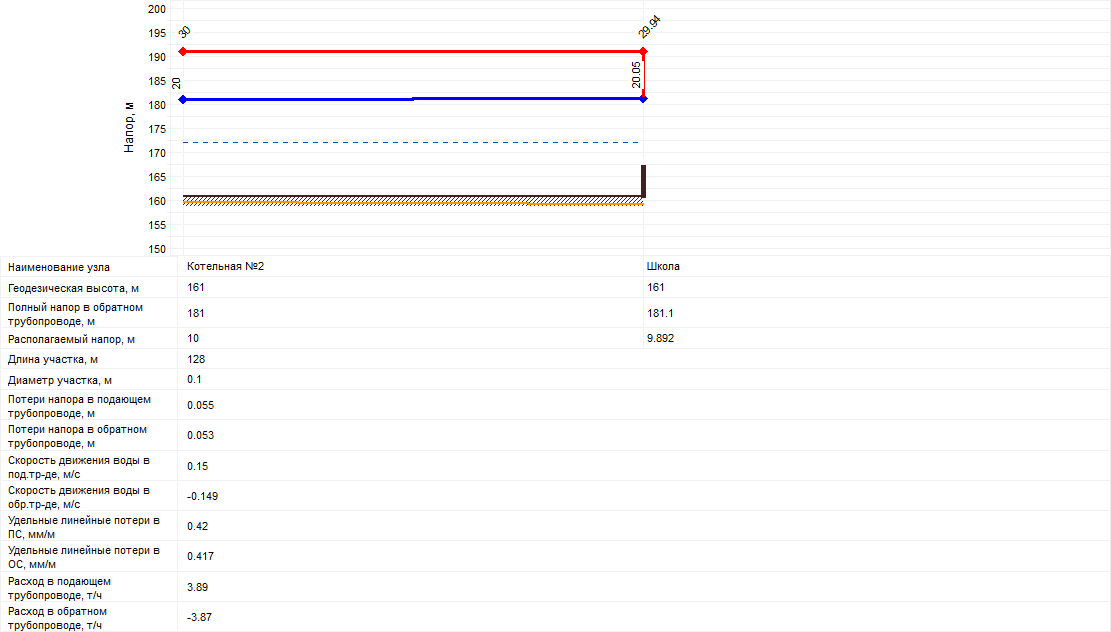 200
195
190
185
180
175
170
165
160
155
150
Напор, м
30
29.94
20
20.05
Наименование узла
Котельная №2
Школа
Геодезическая высота, м
161
161
Полный напор в обратном
трубопроводе, м
181
181.1
Располагаемый напор, м
10
9.892
Длина участка, м
128
Диаметр участка, м
0.1
Потери напора в подающем
трубопроводе, м
0.055
Потери напора в обратном
трубопроводе, м
0.053
Скорость движения воды в
под.тр-де, м/с
0.15
Скорость движения воды в
обр.тр-де, м/с
-0.149
Удельные линейные потери в
ПС, мм/м
0.42
Удельные линейные потери в
ОС, мм/м
0.417
Расход в подающем
трубопроводе, т/ч
3.89
Расход в обратном
трубопроводе, т/ч
-3.87